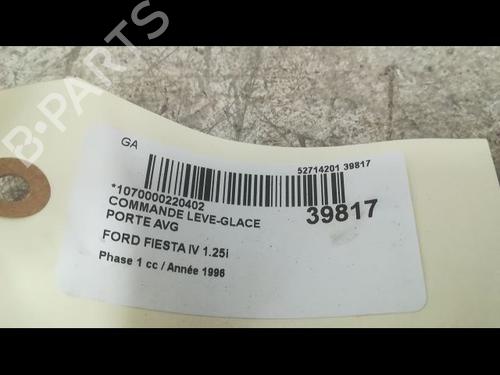 B-PARTS
GA
52714201 39817
*1070000220402
39817
COMMANDE LEVE-GLACE
PORTE AVG
FORD FIESTA IV 1.25i
Phase 1 cc / Année 1996